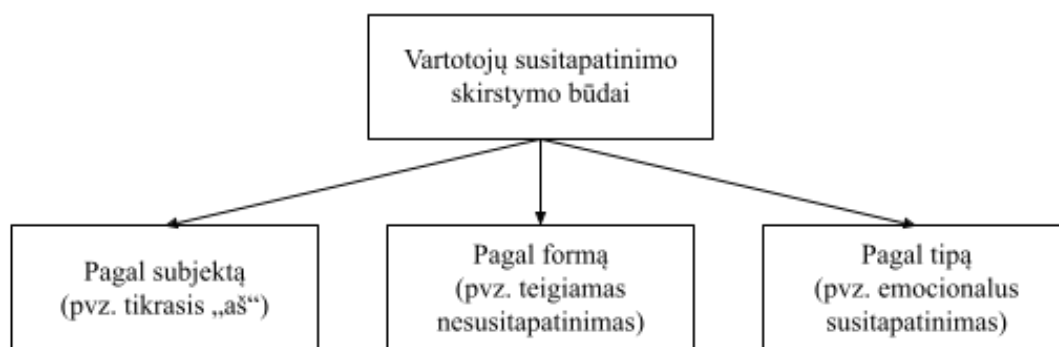 Vartotojų susitapatinimo
skirstymo būdai
Pagal subjektą
(pvz. tikrasis „aš“)
Pagal formą
(pvz. teigiamas
nesusitapatinimas)
Pagal tipą
(pvz. emocionalus
susitapatinimas)